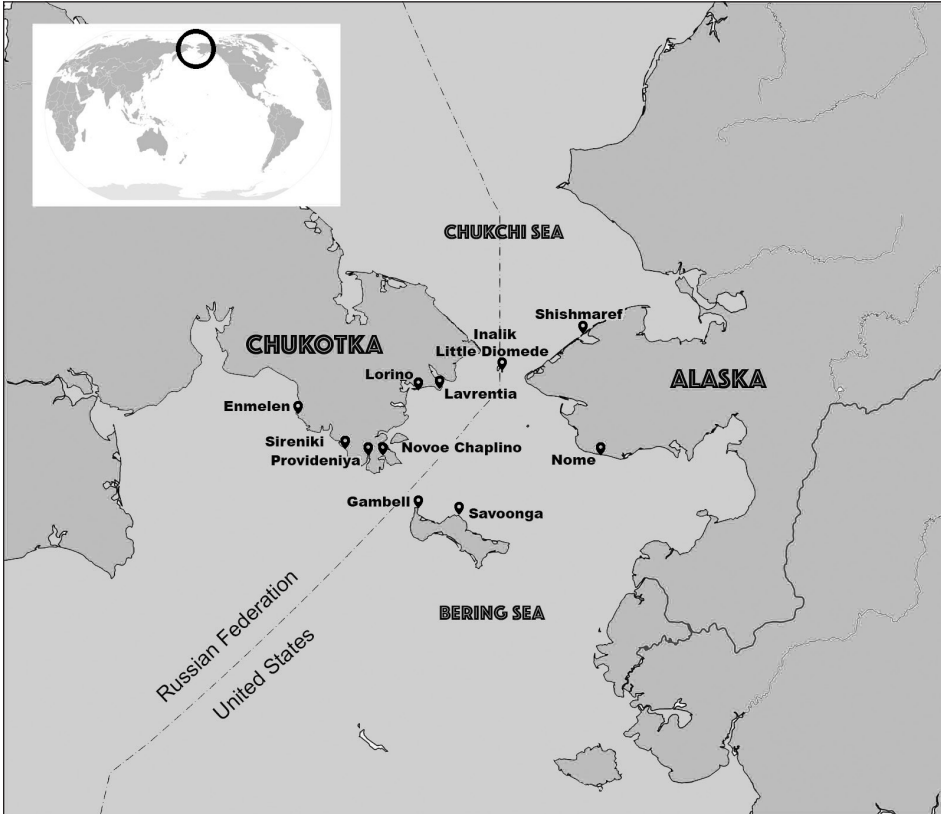 CHUKCHI SEA
Shishmaref
Inalik
Little Diomede
CHUKOTKA
Lorino
Lavrentia
ALASKA
Enmelen
Sireniki
Provideniya
Novoe Chaplino
Nome
Gambell
Savoonga
BERING SEA
Russian Federation
United States